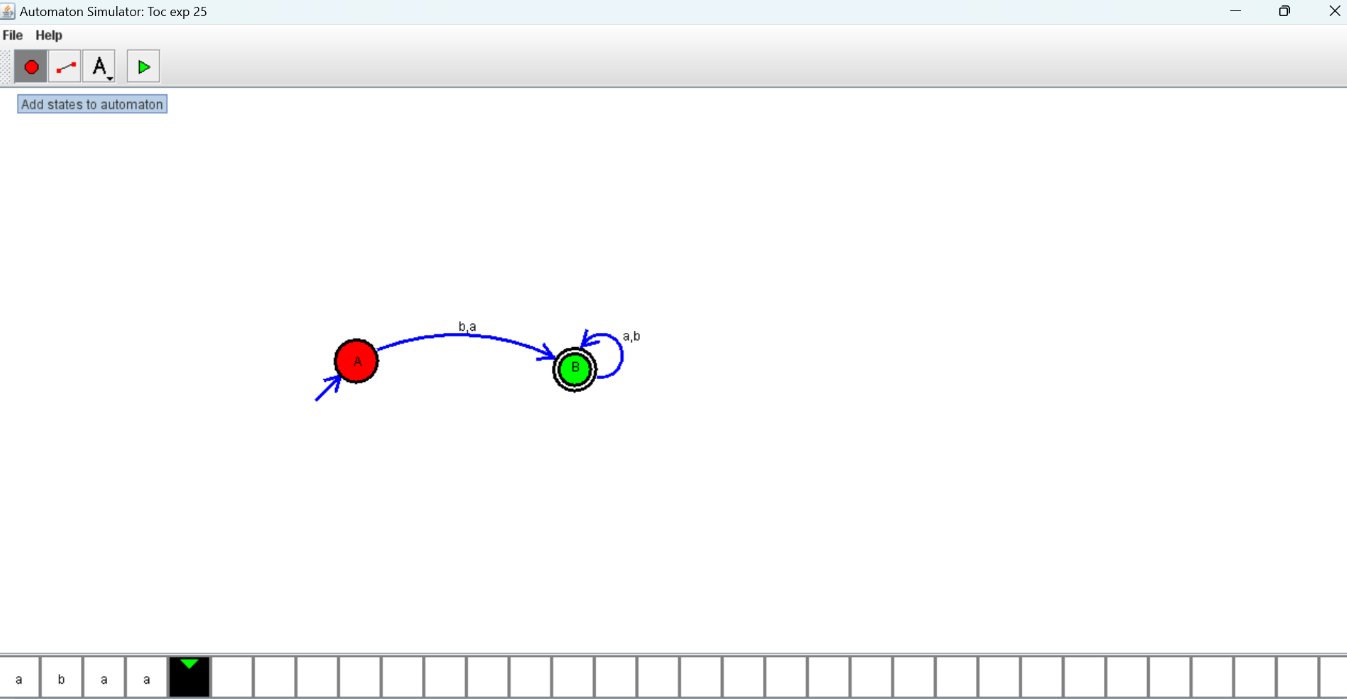 Automaton Simulator: Toc exp 25
File Help
A
Add states to automaton
b,a
a,b
A
B
a b a a